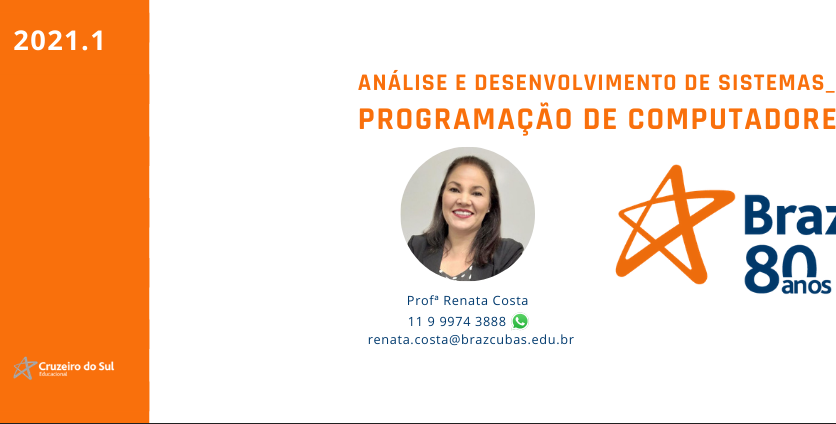 2021.1
ANÁLISE E DESENVOLVIMENTO DE SISTEMAS_
PROGRAMAÇÃO DE COMPUTADORE
Braz
80
anos
Profª Renata Costa
11 9 9974 3888
renata.costa@brazcubas.edu.br
Cruzeiro do Sul
Educacional